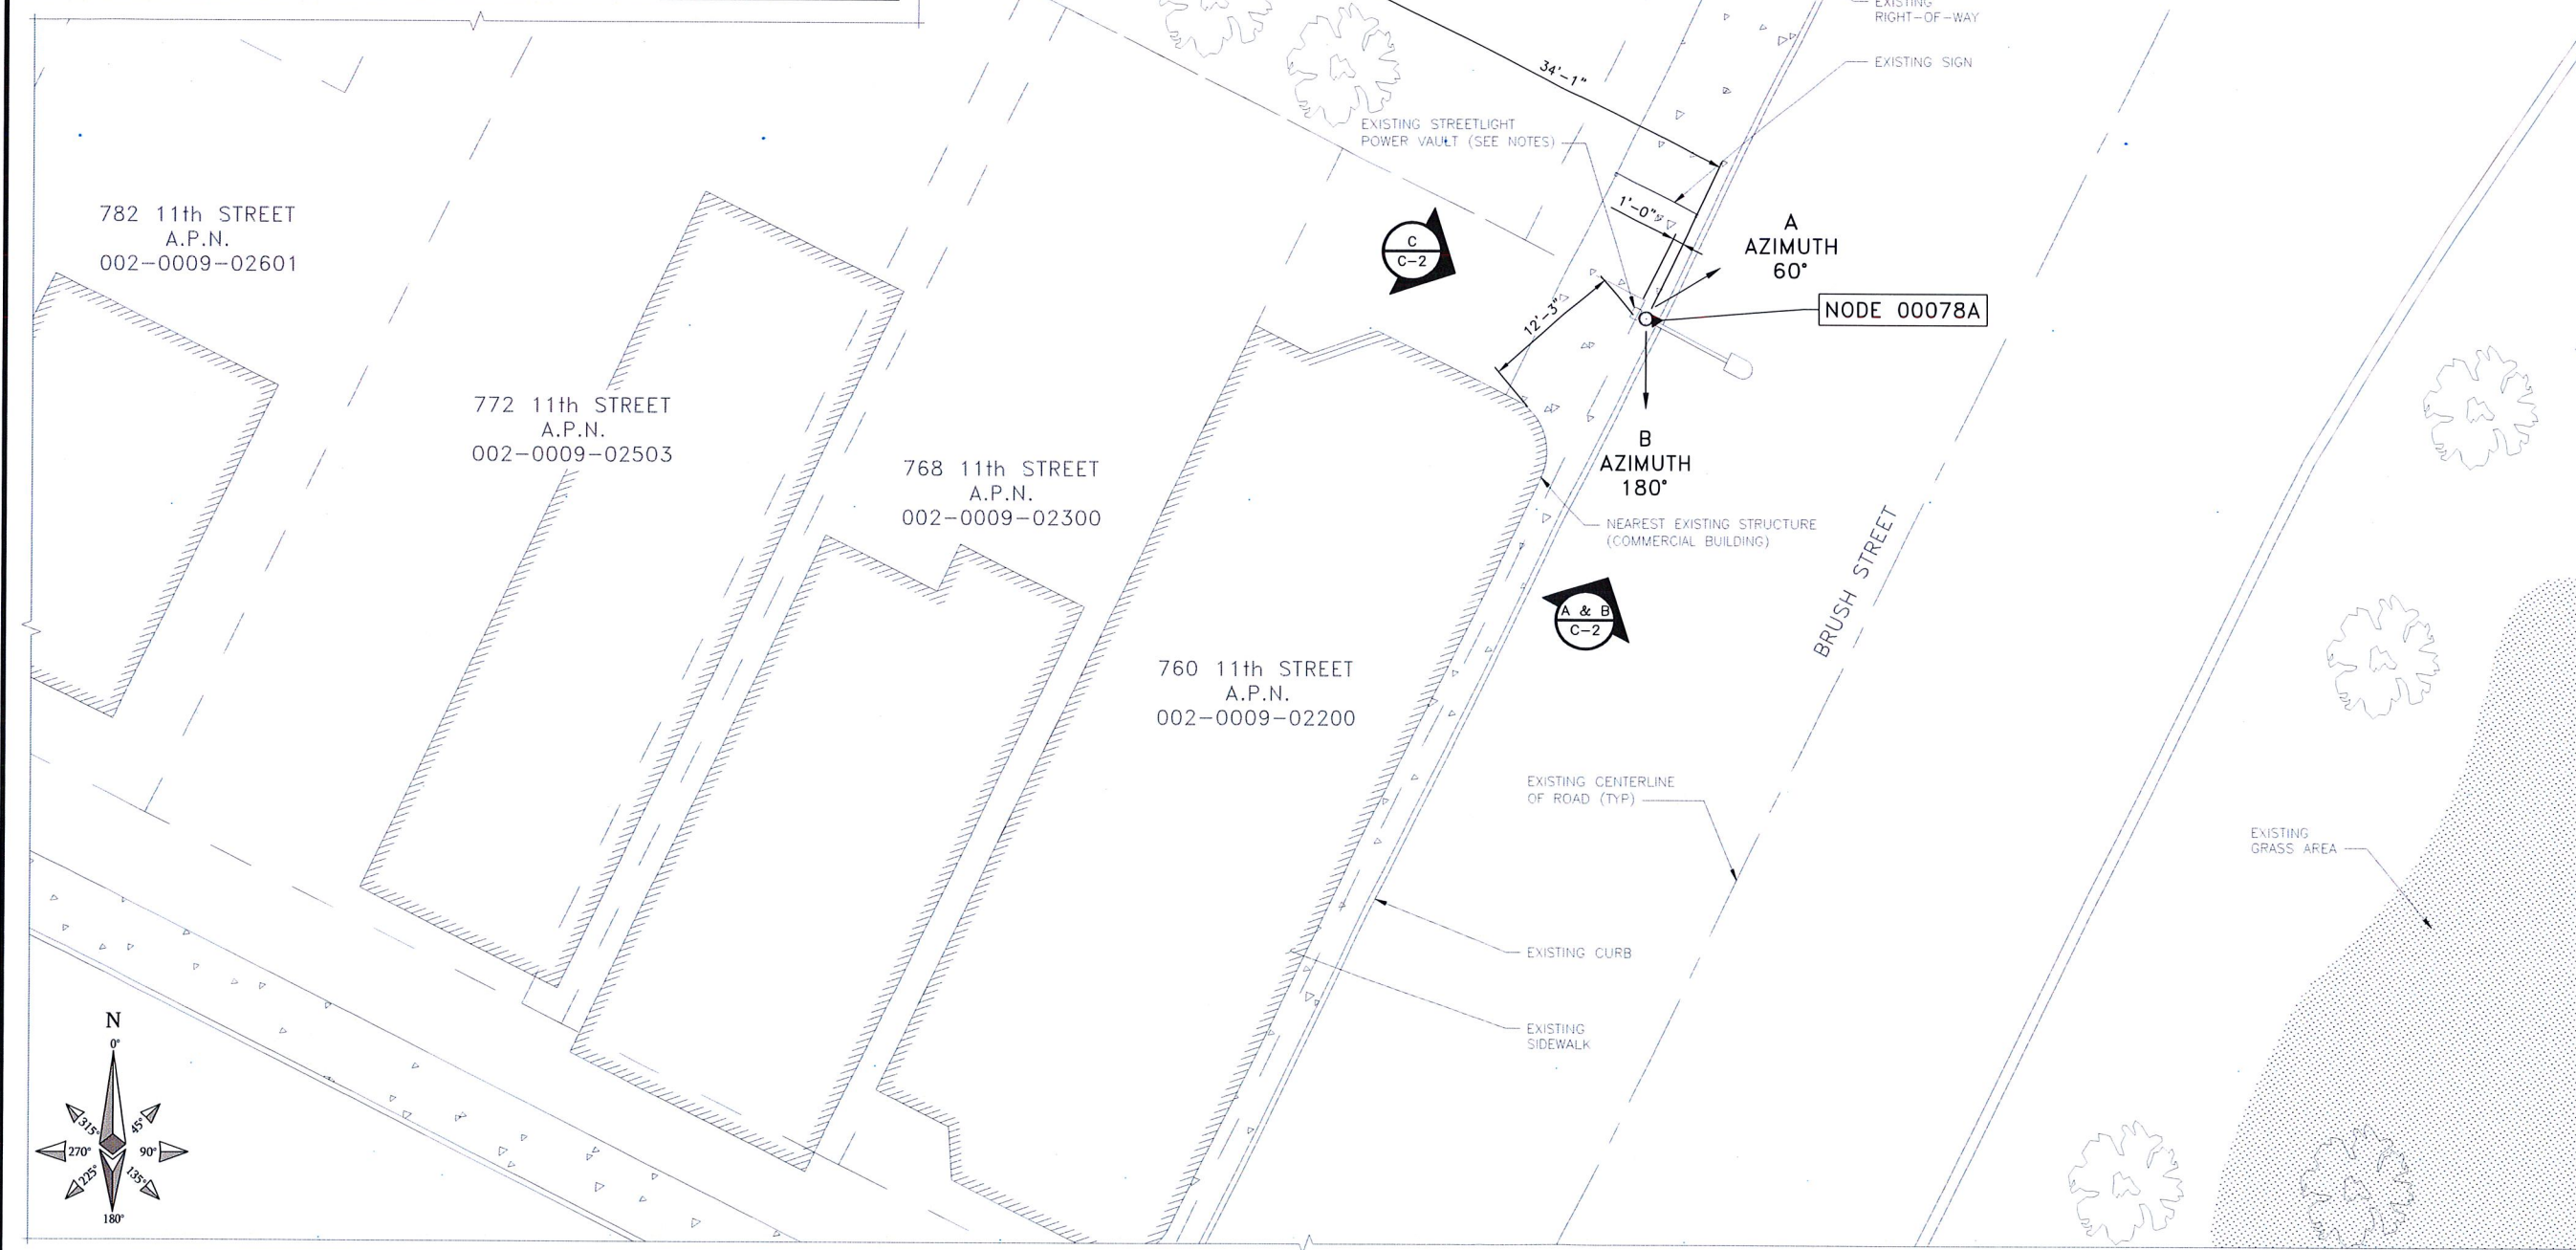 EXISTING
RIGHT-OF-WAY
EXISTING SIGN
34'-1"
EXISTING STREETLIGHT
POWER VAULT (SEE NOTES)
1'-0"
782 11th STREET
A.P.N.
002-0009-02601
C
C-2
A
AZIMUTH
60°
NODE 00078A
12'-3"
772 11th STREET
A.P.N.
002-0009-02503
768 11th STREET
A.P.N.
002-0009-02300
B
AZIMUTH
180°
NEAREST EXISTING STRUCTURE
(COMMERCIAL BUILDING)
BRUSH STREET
A & B
C-2
760 11th STREET
A.P.N.
002-0009-02200
EXISTING CENTERLINE
OF ROAD (TYP)
EXISTING
GRASS AREA
EXISTING CURB
EXISTING
SIDEWALK
N
0°
315°
45°
270°
90°
225°
135°
180°